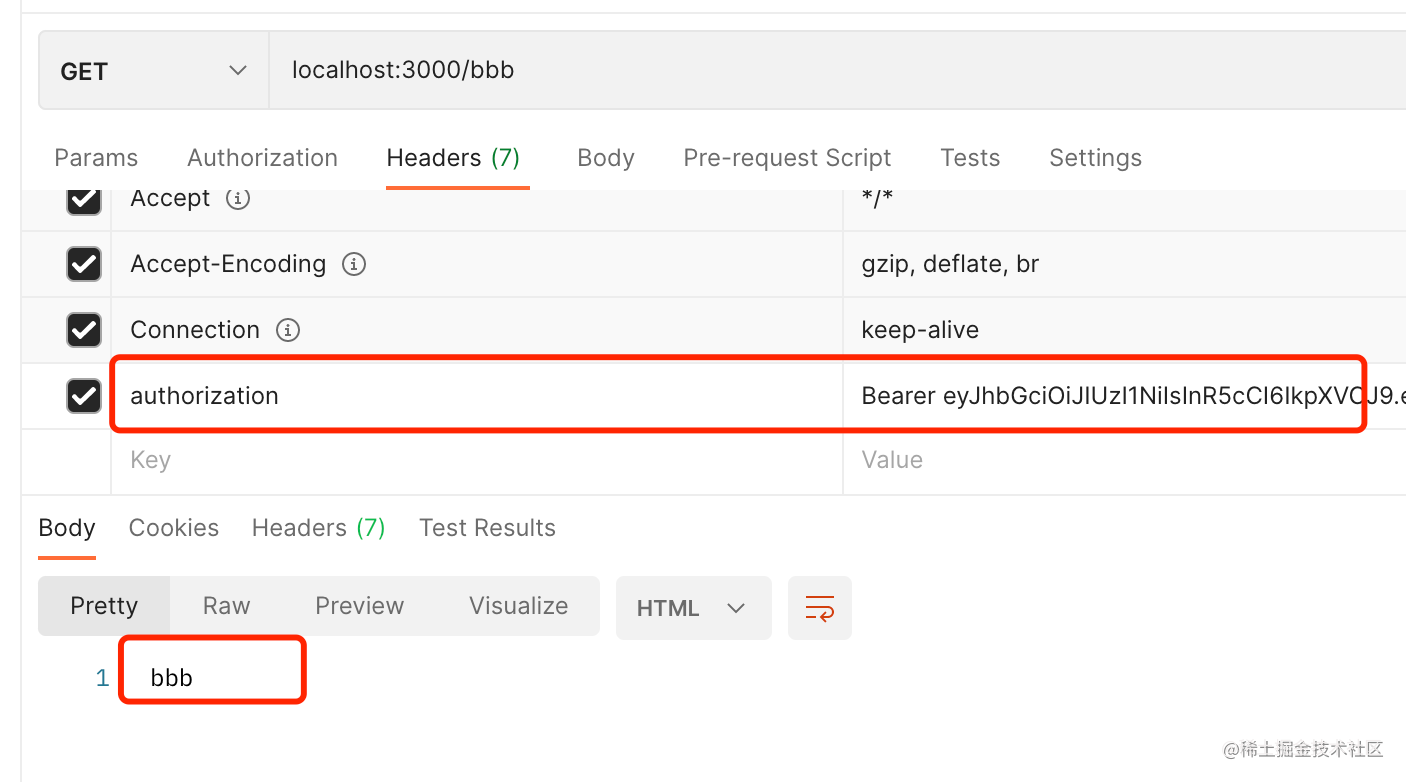 GET localhost:3000/bbb
Params Authorization Headers (7) Body Pre-request Script Tests Settings
Accept */*
Accept-Encoding gzip, deflate, br
Connection keep-alive
authorization Bearer eyJhbGciOiJIUzI1NiIsInR5cCI6IkpXVCJ9.e
Key Value
Body Cookies Headers (7) Test Results
Pretty Raw Preview Visualize HTML
1 bbb
@稀土掘金技术社区